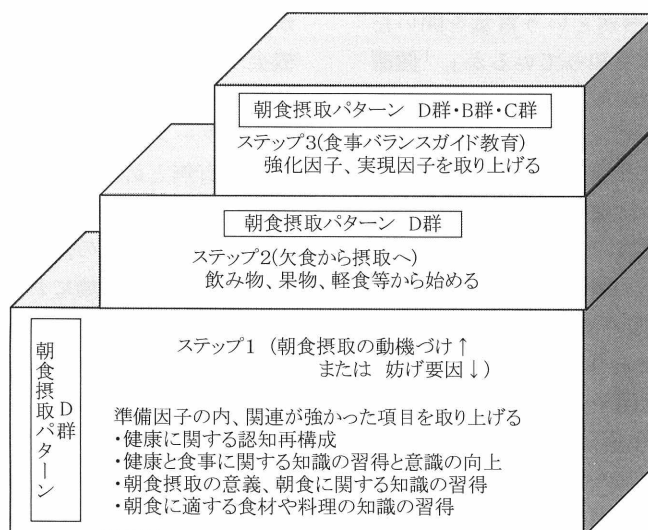 朝食摂取パターン D群・B群・C群
ステップ3(食事バランスガイド教育)
強化因子、実現因子を取り上げる
朝食摂取パターン D群
ステップ2(欠食から摂取へ)
飲み物、果物、軽食等から始める
朝食摂取パターン
D群
ステップ1 (朝食摂取の動機づけ↑
または 妨げ要因↓)
準備因子の内、関連が強かった項目を取り上げる
・健康に関する認知再構成
・健康と食事に関する知識の習得と意識の向上
・朝食摂取の意義、朝食に関する知識の習得
・朝食に適する食材や料理の知識の習得